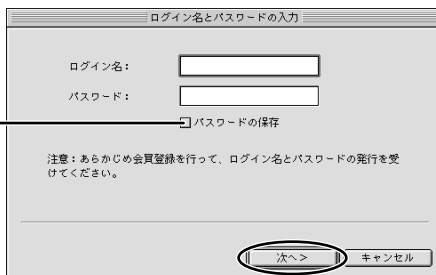 ログイン名とパスワードの入力
ログイン名：
パスワード：
パスワードの保存
注意：あらかじめ会員登録を行って、ログイン名とパスワードの発行を受
けてください。
次へ＞
キャンセル